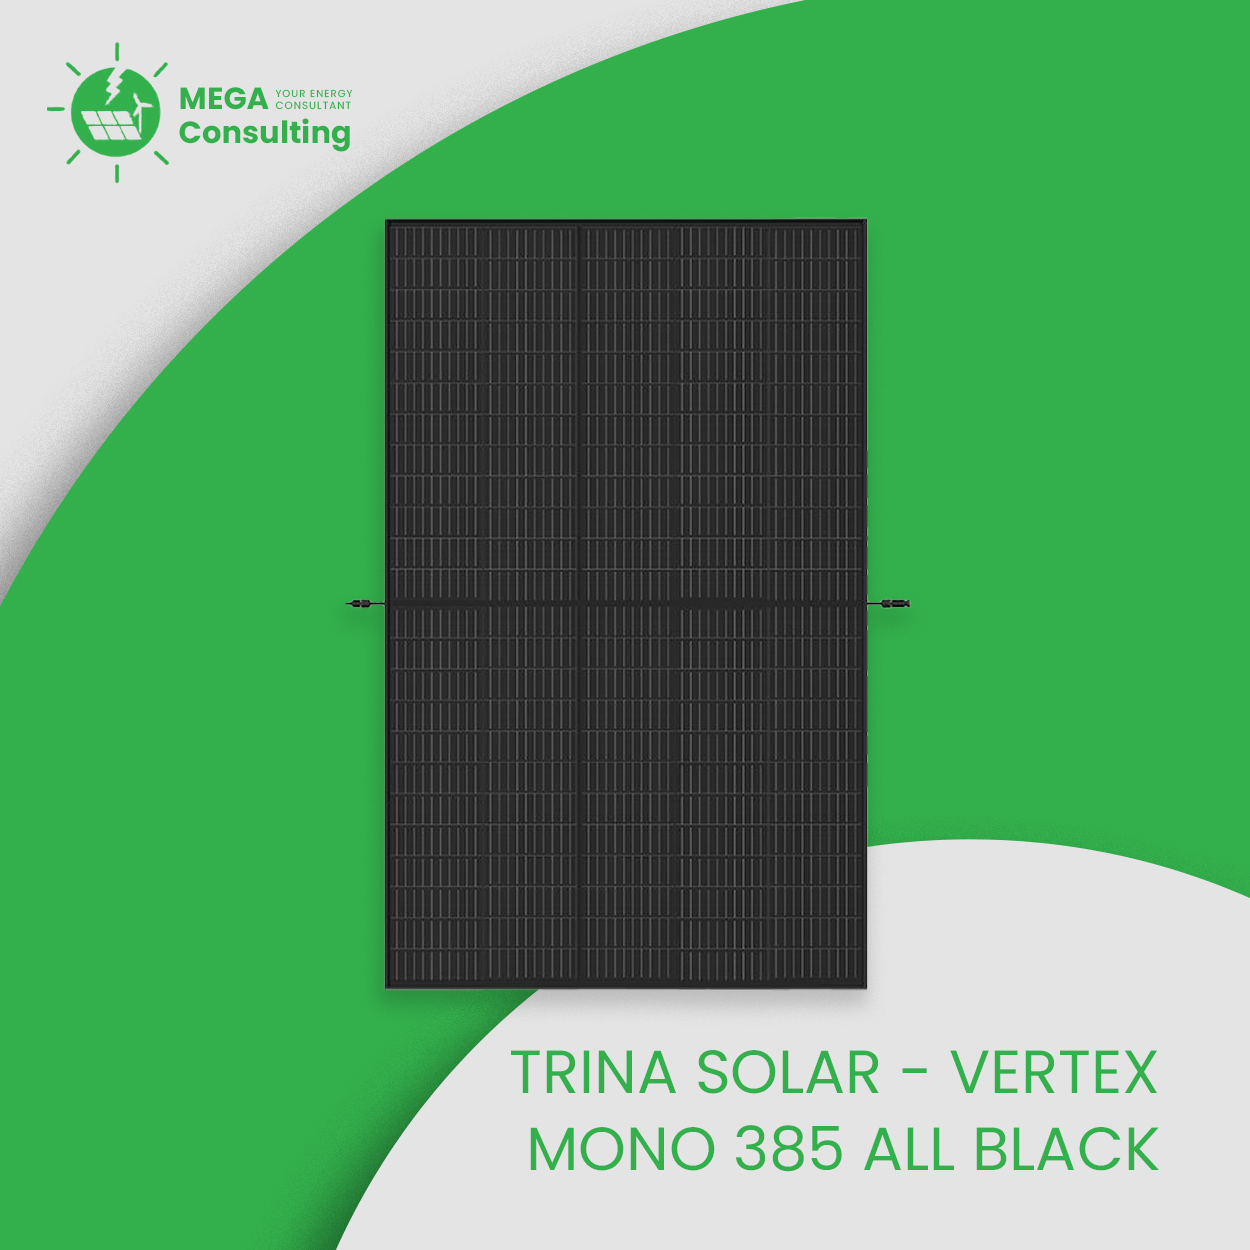 MEGA YOUR ENERGY
CONSULTANT
Consulting
TRINA SOLAR - VERTEX
MONO 385 ALL BLACK